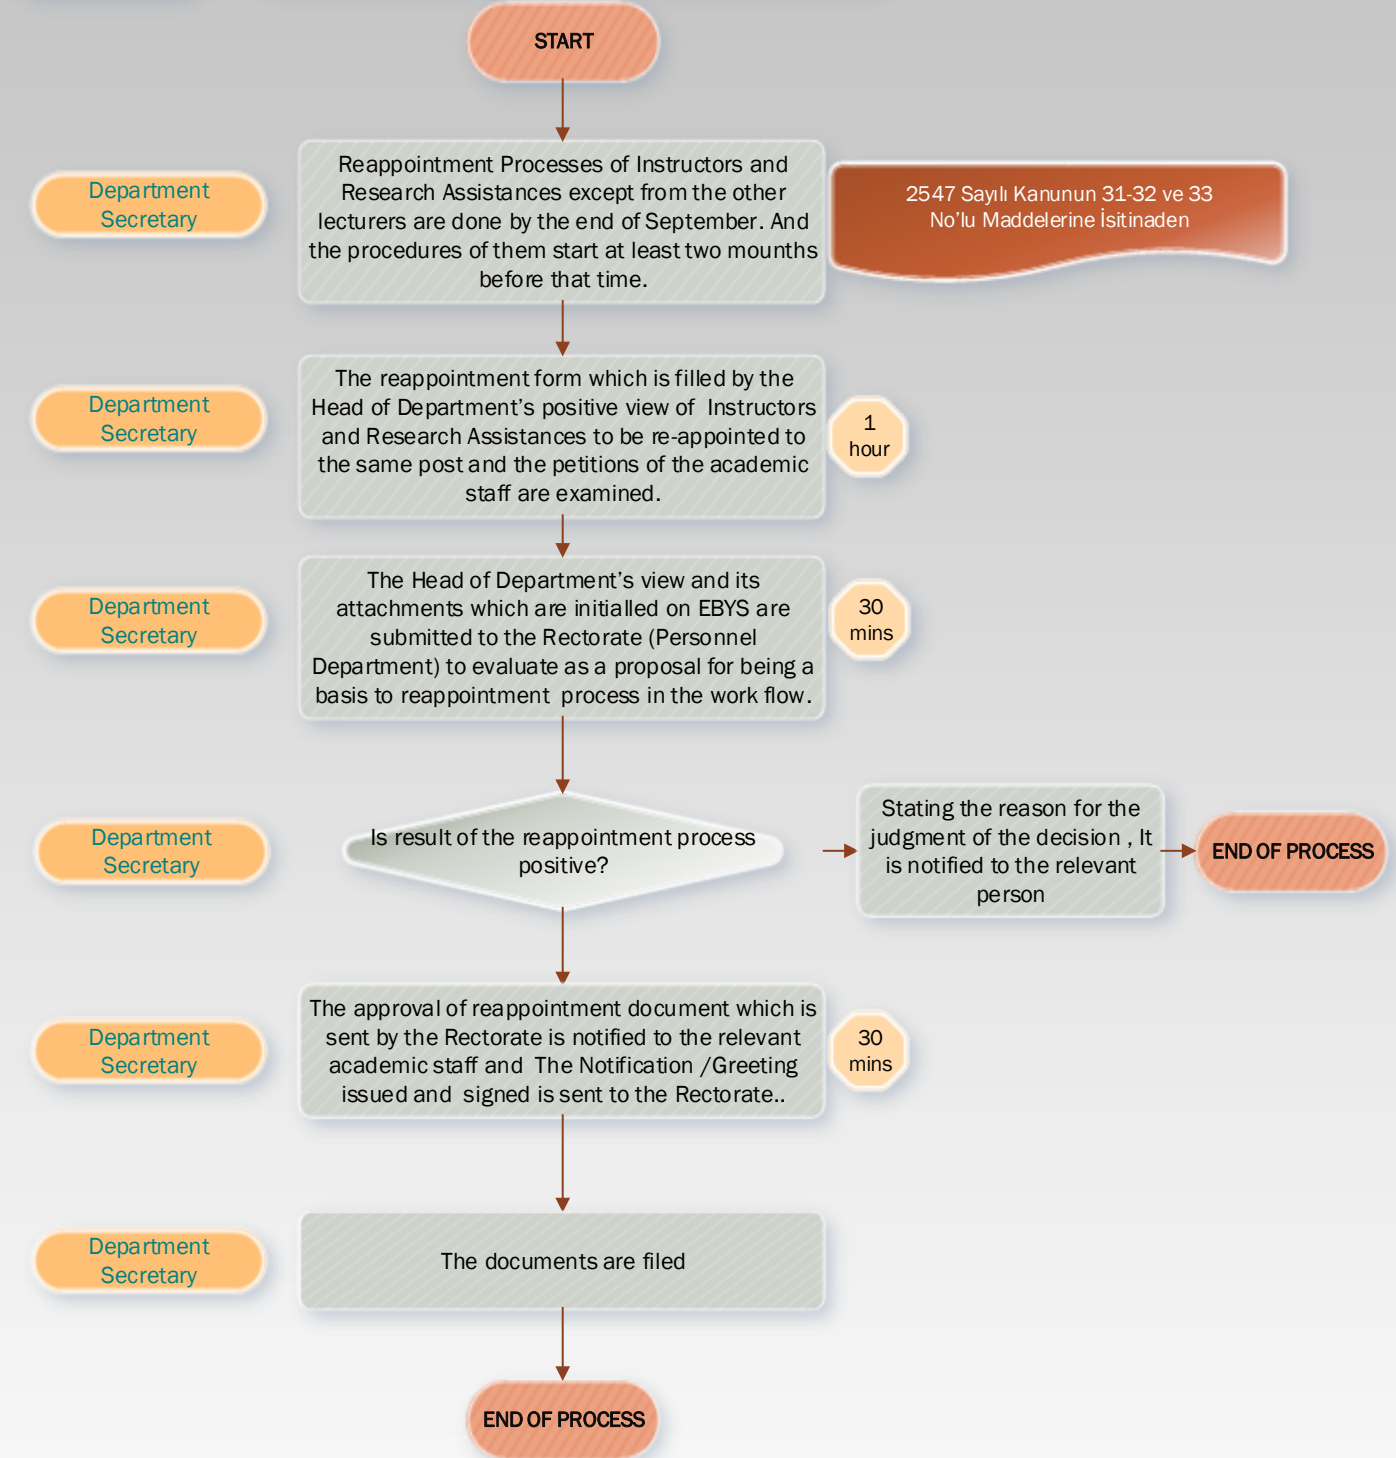 START
Department
Secretary
Reappointment Processes of Instructors and
Research Assistances except from the other
lecturers are done by the end of September. And
the procedures of them start at least two mounths
before that time.
2547 Sayılı Kanunun 31-32 ve 33
No'lu Maddelerine İsitinaden
Department
Secretary
The reappointment form which is filled by the
Head of Department’s positive view of Instructors
and Research Assistances to be re-appointed to
the same post and the petitions of the academic
staff are examined.
1
hour
Department
Secretary
The Head of Department’s view and its
attachments which are initialled on EBYS are
submitted to the Rectorate (Personnel
Department) to evaluate as a proposal for being a
basis to reappointment process in the work flow.
30
mins
Department
Secretary
Is result of the reappointment process
positive?
Stating the reason for the
judgment of the decision , It
is notified to the relevant
person
END OF PROCESS
Department
Secretary
The approval of reappointment document which is
sent by the Rectorate is notified to the relevant
academic staff and The Notification /Greeting
issued and signed is sent to the Rectorate..
30
mins
Department
Secretary
The documents are filed
END OF PROCESS